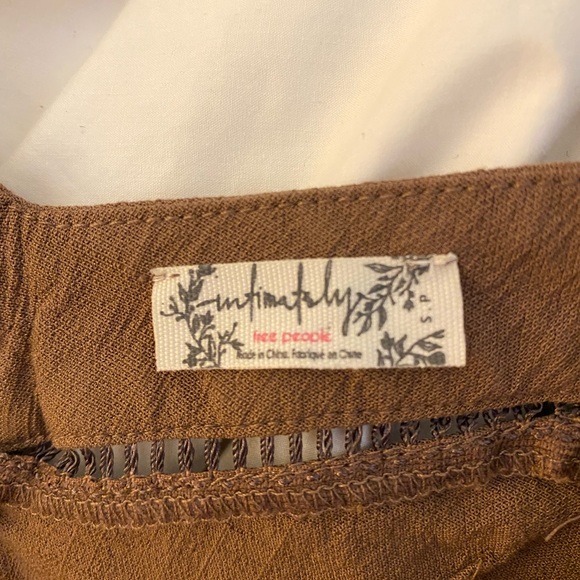 intimately
free people
Made in China. Fabriqué en Chine
S.P